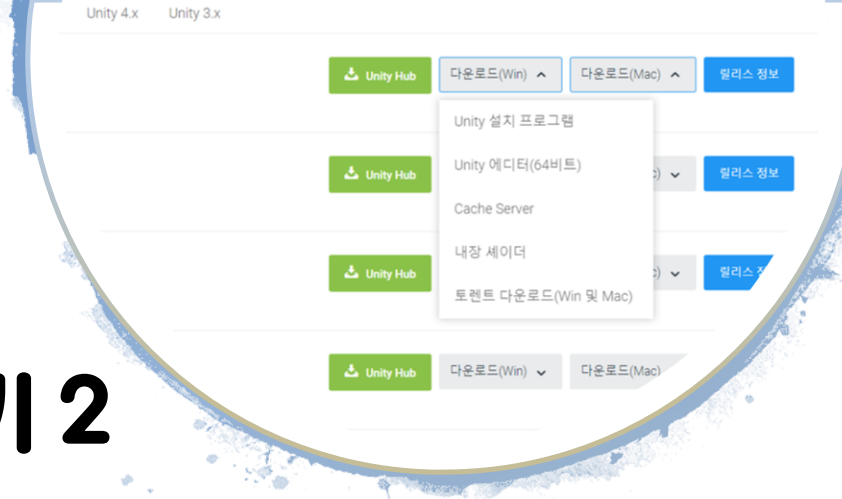 Unity 4.x Unity 3.x
Unity Hub 다운로드(Win) 다운로드(Mac) 릴리스 정보
Unity 설치 프로그램
Unity 에디터(64비트)
Unity Hub c) 릴리스 정보
Cache Server
내장 셰이더
Unity Hub c) 릴리스
토렌트 다운로드(Win 및 Mac)
Unity Hub 다운로드(Win) 다운로드(Mac)
기 2